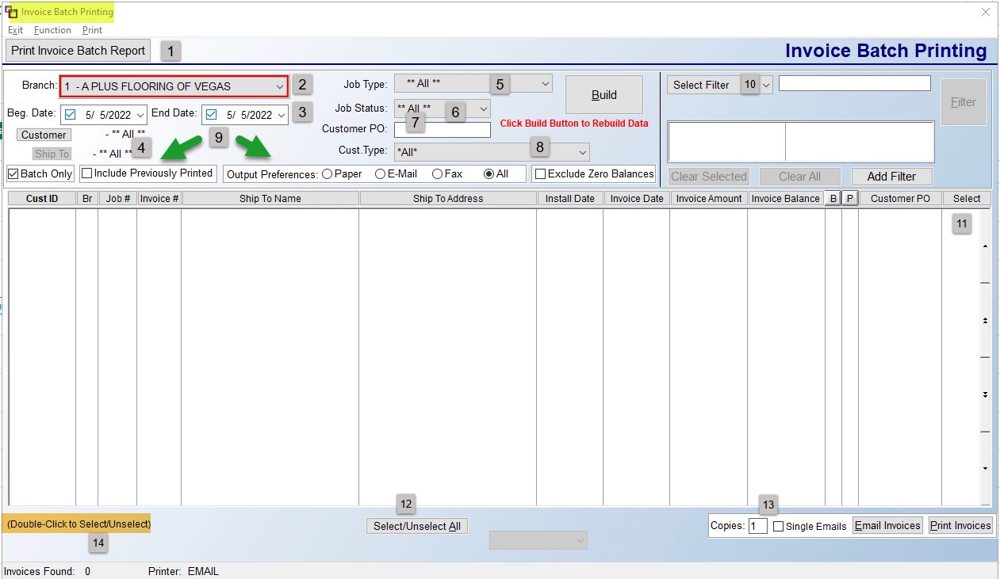 Invoice Batch Printing
Exit Function Print
Print Invoice Batch Report 1 Invoice Batch Printing
Branch: 1 - A PLUS FLOORING OF VEGAS 2 Job Type: ** All ** 5 Build Select Filter 10 Filter
Beg. Date: 5/ 5/2022 End Date: 5/ 5/2022 3 Job Status: ** All ** 6
Customer - ** All ** 9 Customer PO: 7 Click Build Button to Rebuild Data
Ship To - ** All ** 4 Cust.Type: *All* 8
Batch Only Include Previously Printed Output Preferences: Paper E-Mail Fax All Exclude Zero Balances Clear Selected Clear All Add Filter
Cust ID Br Job # Invoice # Ship To Name Ship To Address Install Date Invoice Date Invoice Amount Invoice Balance B P Customer PO Select
11
12 13
(Double-Click to Select/Unselect) Select/Unselect All Copies: 1 Single Emails Email Invoices Print Invoices
14
Invoices Found: 0 Printer: EMAIL